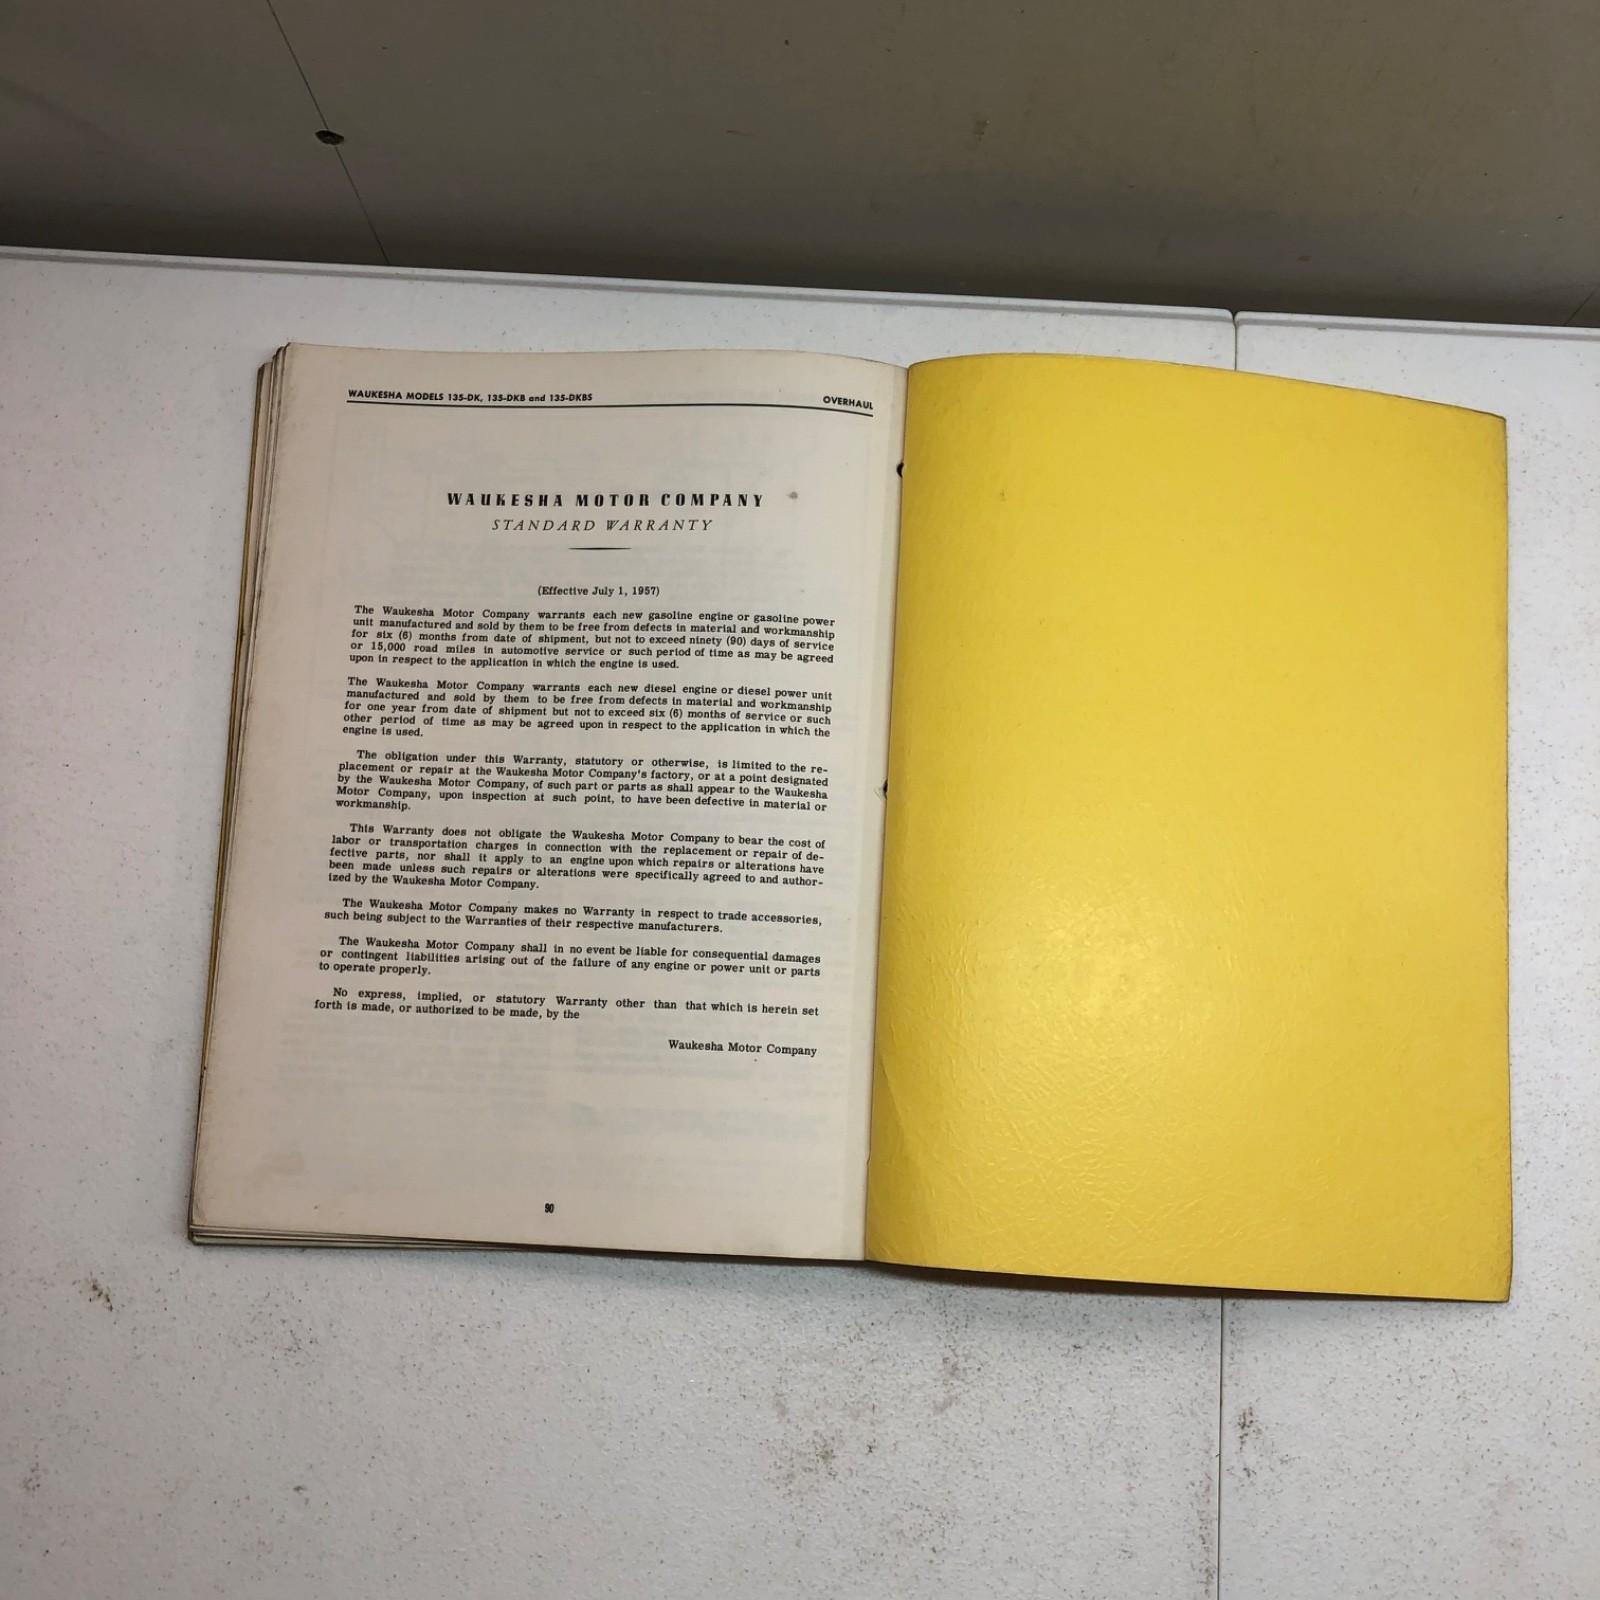 WAUKESHA MODELS 135-DK, 135-DKB and 135-DKBS OVERHAUL
WAUKESHA MOTOR COMPANY
STANDARD WARRANTY
(Effective July 1, 1957)
The Waukesha Motor Company warrants each new gasoline engine or gasoline power
unit manufactured and sold by them to be free from defects in material and workmanship
for six (6) months from date of shipment, but not to exceed ninety (90) days of service
or 15,000 road miles in automotive service or such period of time as may be agreed
upon in respect to the application in which the engine is used.
The Waukesha Motor Company warrants each new diesel engine or diesel power unit
manufactured and sold by them to be free from defects in material and workmanship
for one year from date of shipment but not to exceed six (6) months of service or such
other period of time as may be agreed upon in respect to the application in which the
engine is used.
The obligation under this Warranty, statutory or otherwise, is limited to the re-
placement or repair at the Waukesha Motor Company's factory, or at a point designated
by the Waukesha Motor Company, of such part or parts as shall appear to the Waukesha
Motor Company, upon inspection at such point, to have been defective in material or
workmanship.
This Warranty does not obligate the Waukesha Motor Company to bear the cost of
labor or transportation charges in connection with the replacement or repair of de-
fective parts, nor shall it apply to an engine upon which repairs or alterations have
been made unless such repairs or alterations were specifically agreed to and author-
ized by the Waukesha Motor Company.
The Waukesha Motor Company makes no Warranty in respect to trade accessories,
such being subject to the Warranties of their respective manufacturers.
The Waukesha Motor Company shall in no event be liable for consequential damages
or contingent liabilities arising out of the failure of any engine or power unit or parts
to operate properly.
No express, implied, or statutory Warranty other than that which is herein set
forth is made, or authorized to be made, by the
Waukesha Motor Company
90